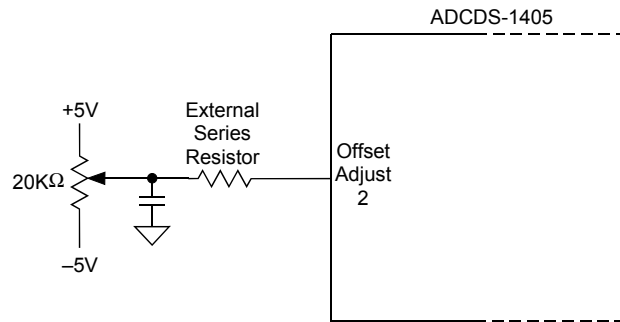 ADCDS-1405
+5V
External
Series
Resistor
20KΩ
Offset
Adjust
2
–5V